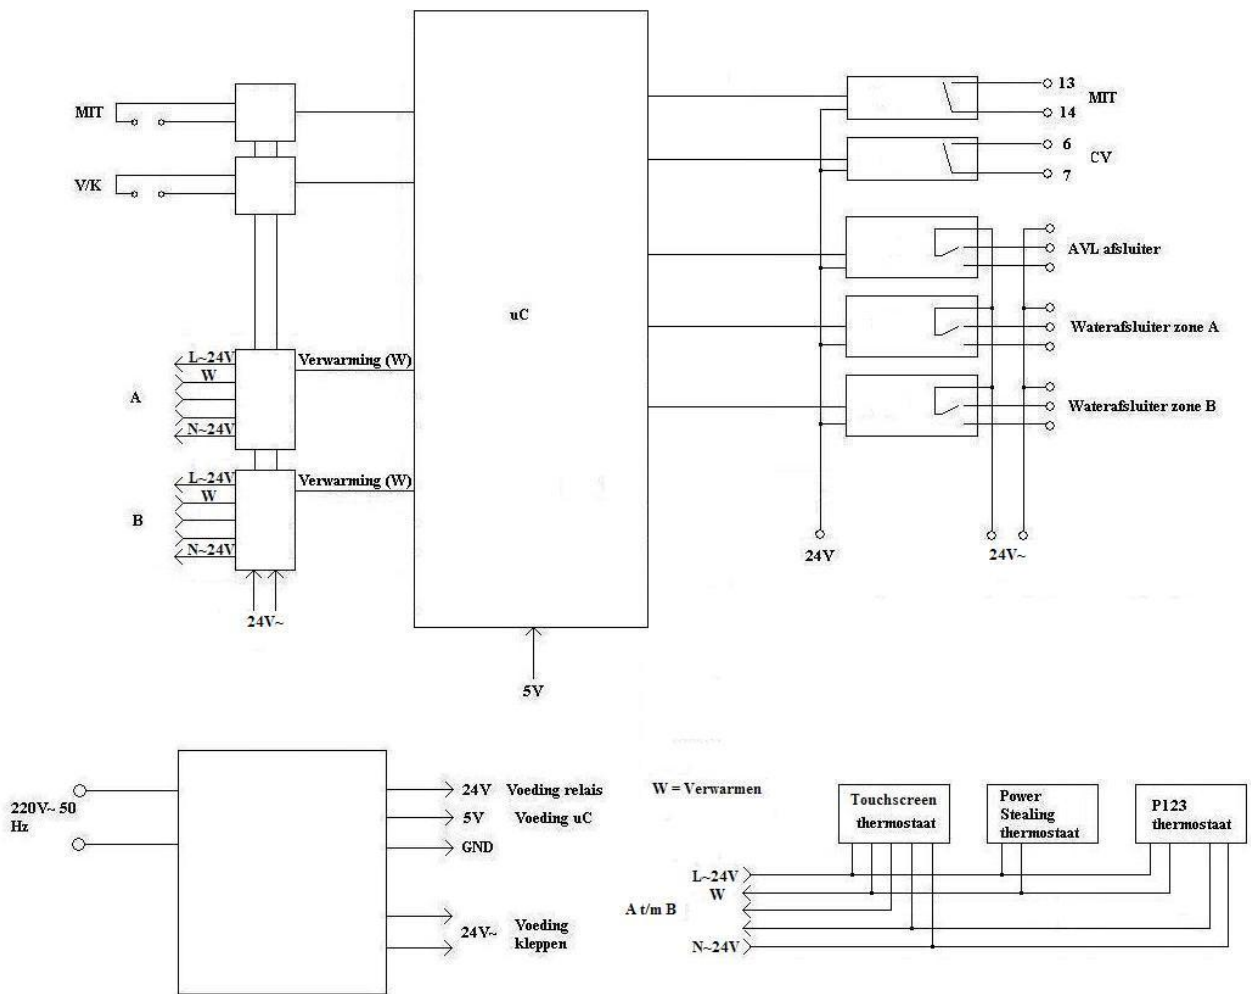 MIT
V/K
L~24V
W
A
N~24V
L~24V
W
B
N~24V
24V~
Verwarming (W)
Verwarming (W)
uC
5V
13
MIT
14
6
CV
7
AVL afsluiter
Waterafsluiter zone A
Waterafsluiter zone B
24V
24V~
220V~ 50
Hz
24V Voeding relais
5V Voeding uC
GND
24V~ Voeding
kleppen
W = Verwarmen
Touchscreen
thermostaat
Power
Stealing
thermostaat
P123
thermostaat
L~24V
W
A t/m B
N~24V